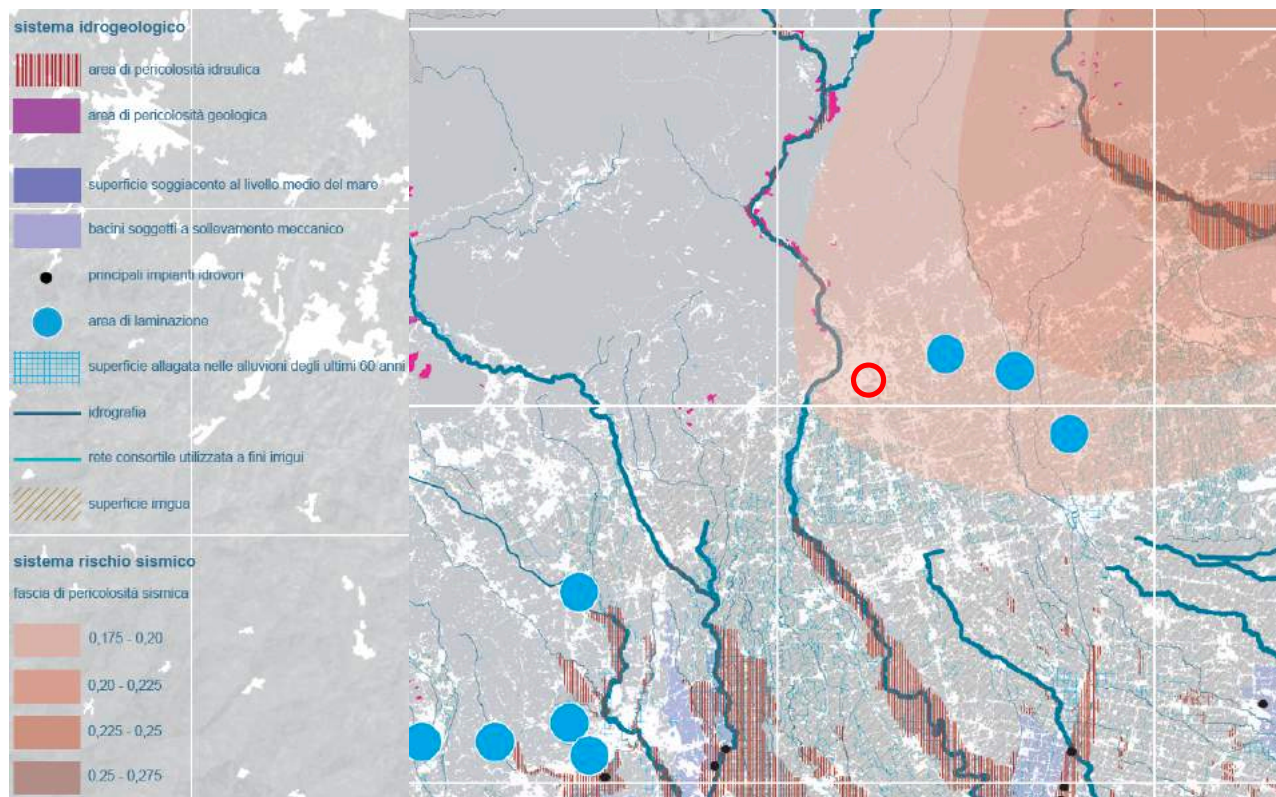 sistema idrogeologico
area di pericolosità idraulica
area di pericolosità geologica
superficie soggiacente al livello medio del mare
bacini soggetti a sollevamento meccanico
principali impianti idrovori
area di laminazione
superficie allagata nelle alluvioni degli ultimi 60 anni
idrografia
rete consortile utilizzata a fini irrigui
superficie irrigua
sistema rischio sismico
fascia di pericolosità sismica
0,175 - 0,20
0,20 - 0,225
0,225 - 0,25
0.25 - 0,275